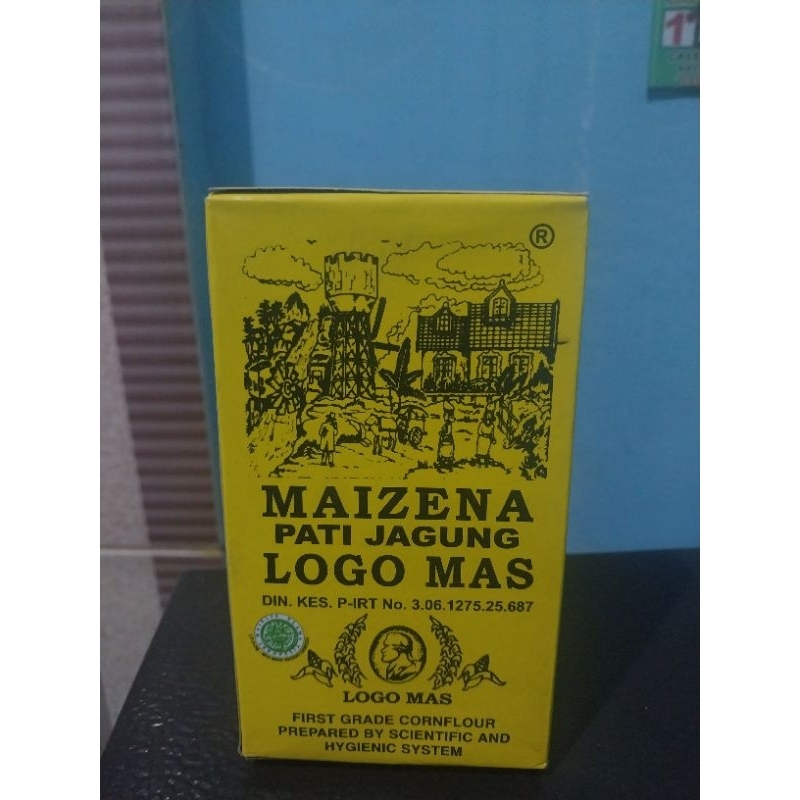 ®
MAIZENA
PATI JAGUNG
LOGO MAS
DIN. KES. P-IRT No. 3.06.1275.25.687
LOGO MAS
FIRST GRADE CORNFLOUR
PREPARED BY SCIENTIFIC AND
HYGIENIC SYSTEM